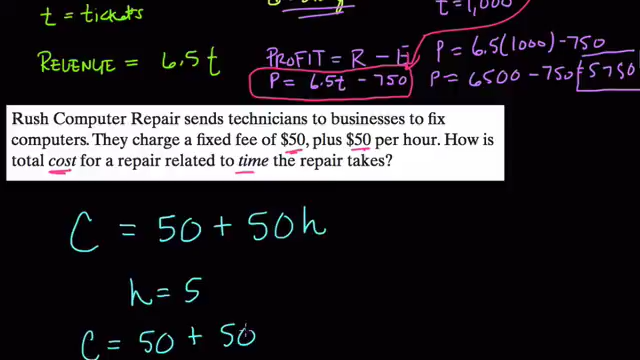 t = tickets
REVENUE = 6.5t
PROFIT = R - E
P = 6.5t - 750
t = 1,000
P = 6.5(1000) - 750
P = 6500 - 750 = 5750
Rush Computer Repair sends technicians to businesses to fix
computers. They charge a fixed fee of $50, plus $50 per hour. How is
total cost for a repair related to time the repair takes?
C = 50 + 50h
h = 5
C = 50 + 50